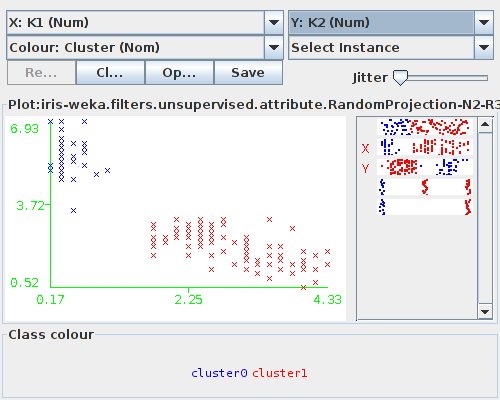 X: K1 (Num) Y: K2 (Num)
Colour: Cluster (Nom) Select Instance
Re... Cl... Op... Save Jitter
Plot:iris-weka.filters.unsupervised.attribute.RandomProjection-N2-R3
6.93
3.72
0.52
0.17 2.25 4.33
X
Y
Class colour
cluster0 cluster1